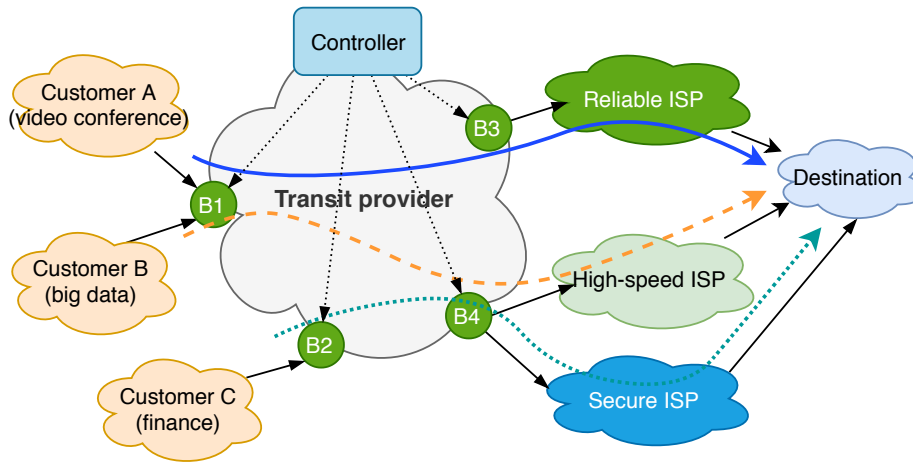 Controller
Customer A
(video conference)
B3
Reliable ISP
Destination
B1
Transit provider
Customer B
(big data)
High-speed ISP
B4
B2
Customer C
(finance)
Secure ISP